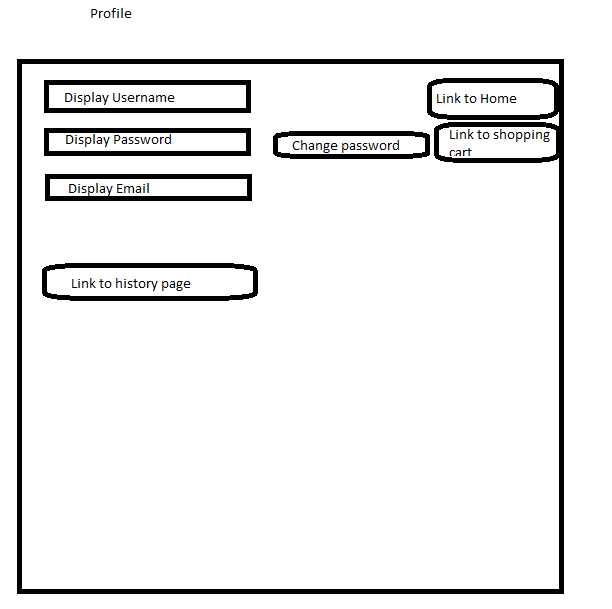 Profile
Display Username
Link to Home
Display Password
Change password
Link to shopping
cart
Display Email
Link to history page